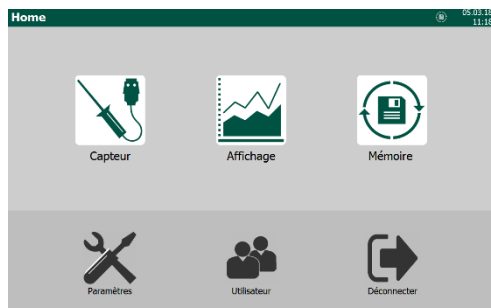 Home
05.03.18
11:18
Capteur
Affichage
Mémoire
Paramètres
Utilisateur
Déconnecter